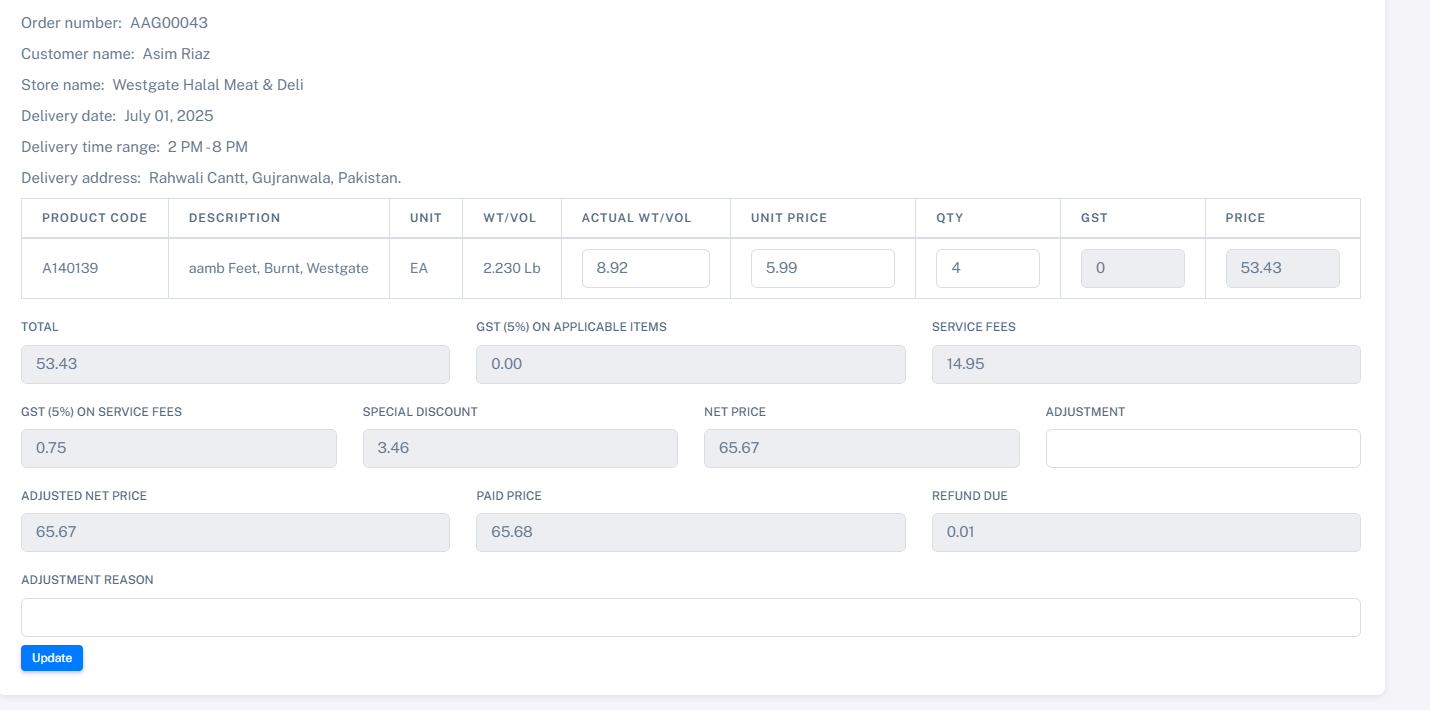 Order number: AAG00043
Customer name: Asim Riaz
Store name: Westgate Halal Meat & Deli
Delivery date: July 01, 2025
Delivery time range: 2 PM - 8 PM
Delivery address: Rahwali Cantt, Gujranwala, Pakistan.
PRODUCT CODE DESCRIPTION UNIT WT/VOL ACTUAL WT/VOL UNIT PRICE QTY GST PRICE
A140139 aamb Feet, Burnt, Westgate EA 2.230 Lb 8.92 5.99 4 0 53.43
TOTAL GST (5%) ON APPLICABLE ITEMS SERVICE FEES
53.43 0.00 14.95
GST (5%) ON SERVICE FEES SPECIAL DISCOUNT NET PRICE ADJUSTMENT
0.75 3.46 65.67
ADJUSTED NET PRICE PAID PRICE REFUND DUE
65.67 65.68 0.01
ADJUSTMENT REASON
Update